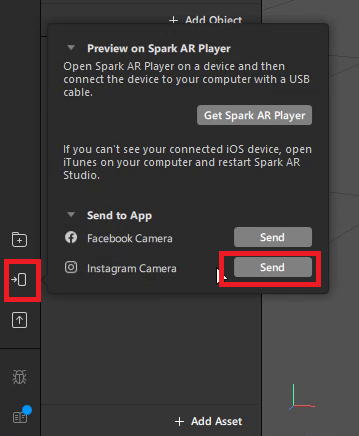 + Add Object
Preview on Spark AR Player
Open Spark AR Player on a device and then
connect the device to your computer with a USB
cable.
Get Spark AR Player
If you can't see your connected iOS device, open
iTunes on your computer and restart Spark AR
Studio.
Send to App
Facebook Camera
Send
Instagram Camera
Send
+ Add Asset